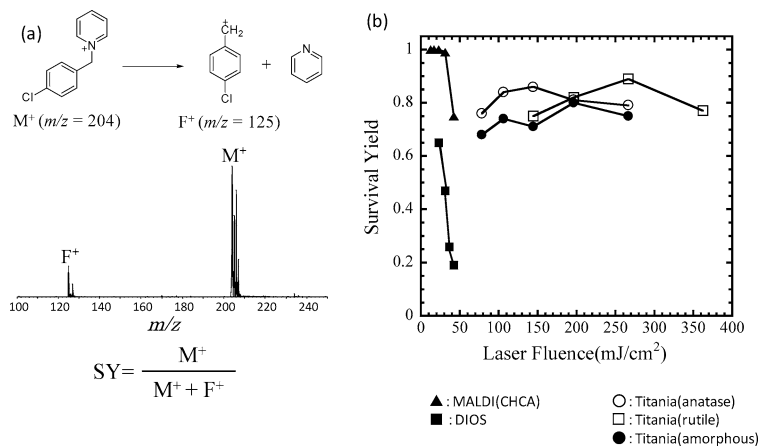 (a)
N
+
Cl
M+ (m/z = 204)
+
CH2
Cl
F+ (m/z = 125)
+
N
M+
F+
100 120 140 160 180 200 220 240
m/z
SY= M+
M+ + F+
(b)
1
0.8
0.6
0.4
0.2
0
Survival Yield
0 50 100 150 200 250 300 350 400
Laser Fluence(mJ/cm2)
▲ : MALDI(CHCA)
■ : DIOS
○ : Titania(anatase)
□ : Titania(rutile)
● : Titania(amorphous)